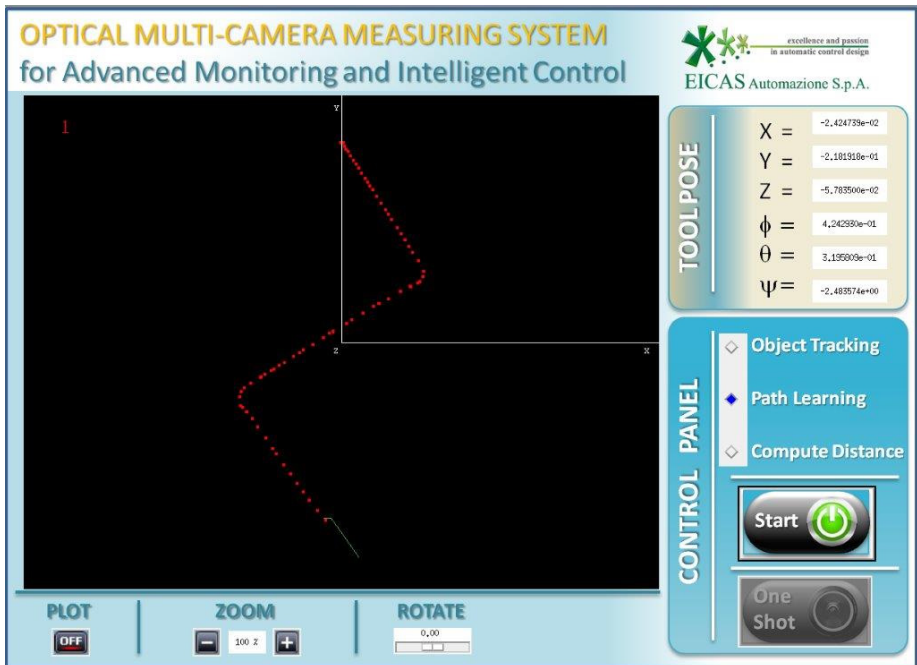 OPTICAL MULTI-CAMERA MEASURING SYSTEM
for Advanced Monitoring and Intelligent Control
excellence and passion
in automatic control design
EICAS Automazione S.p.A.
1
Y
Z
X
TOOL POSE
X = -2.424739e-02
Y = -2.181918e-01
Z = -5.783500e-02
ϕ = 4.242930e-01
θ = 3.195809e-01
Ψ = -2.483574e+00
CONTROL PANEL
Object Tracking
Path Learning
Compute Distance
Start
One
Shot
PLOT
OFF
ZOOM
− 100 % +
ROTATE
0.00